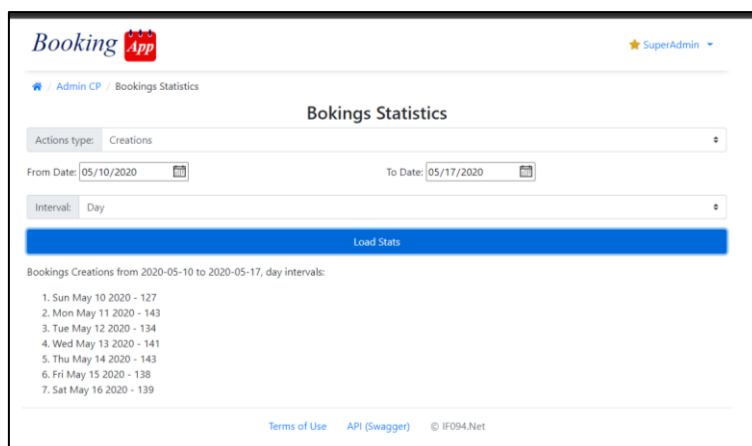 Booking App
SuperAdmin
/ Admin CP / Bookings Statistics
Bokings Statistics
Actions type: Creations
From Date: 05/10/2020 To Date: 05/17/2020
Interval: Day
Load Stats
Bookings Creations from 2020-05-10 to 2020-05-17, day intervals:
1. Sun May 10 2020 - 127
2. Mon May 11 2020 - 143
3. Tue May 12 2020 - 134
4. Wed May 13 2020 - 141
5. Thu May 14 2020 - 143
6. Fri May 15 2020 - 138
7. Sat May 16 2020 - 139
Terms of Use API (Swagger) © IF094.Net